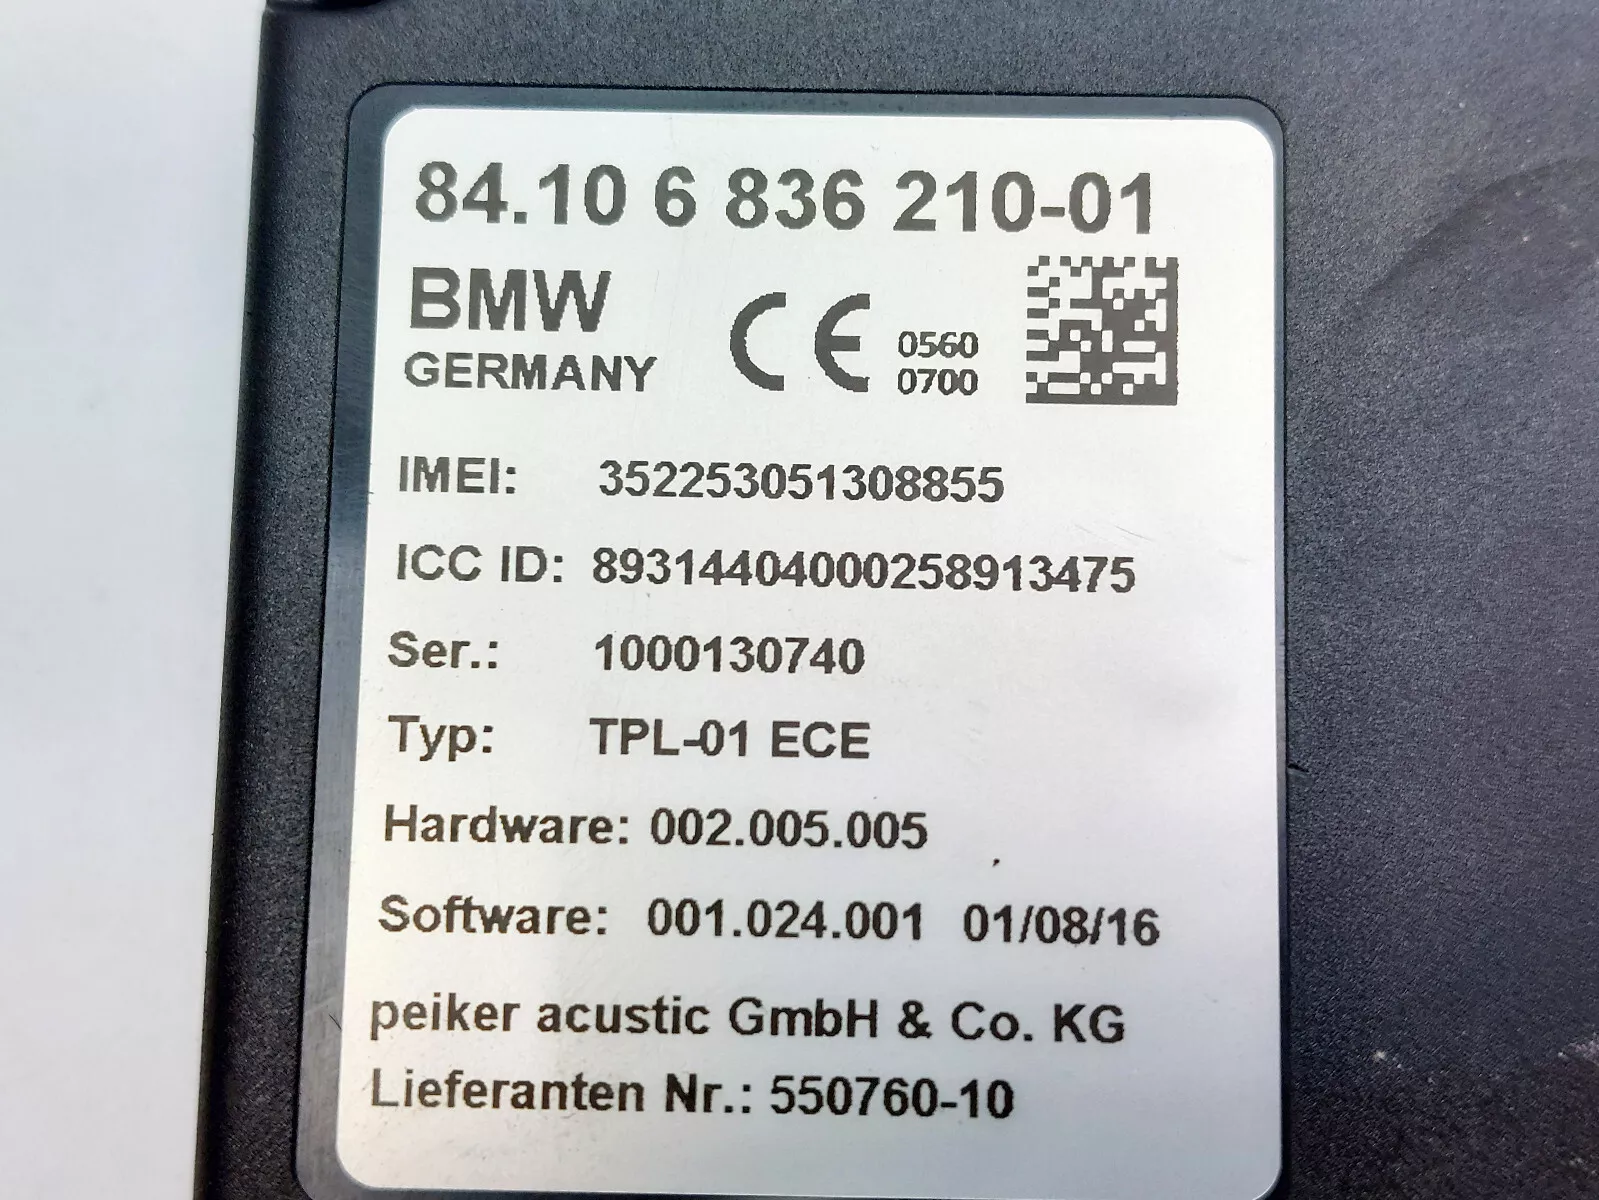 84.10 6 836 210-01
BMW
GERMANY
CE 0560
0700
IMEI: 352253051308855
ICC ID: 89314404000258913475
Ser.: 1000130740
Typ: TPL-01 ECE
Hardware: 002.005.005
Software: 001.024.001 01/08/16
peiker acustic GmbH & Co. KG
Lieferanten Nr.: 550760-10